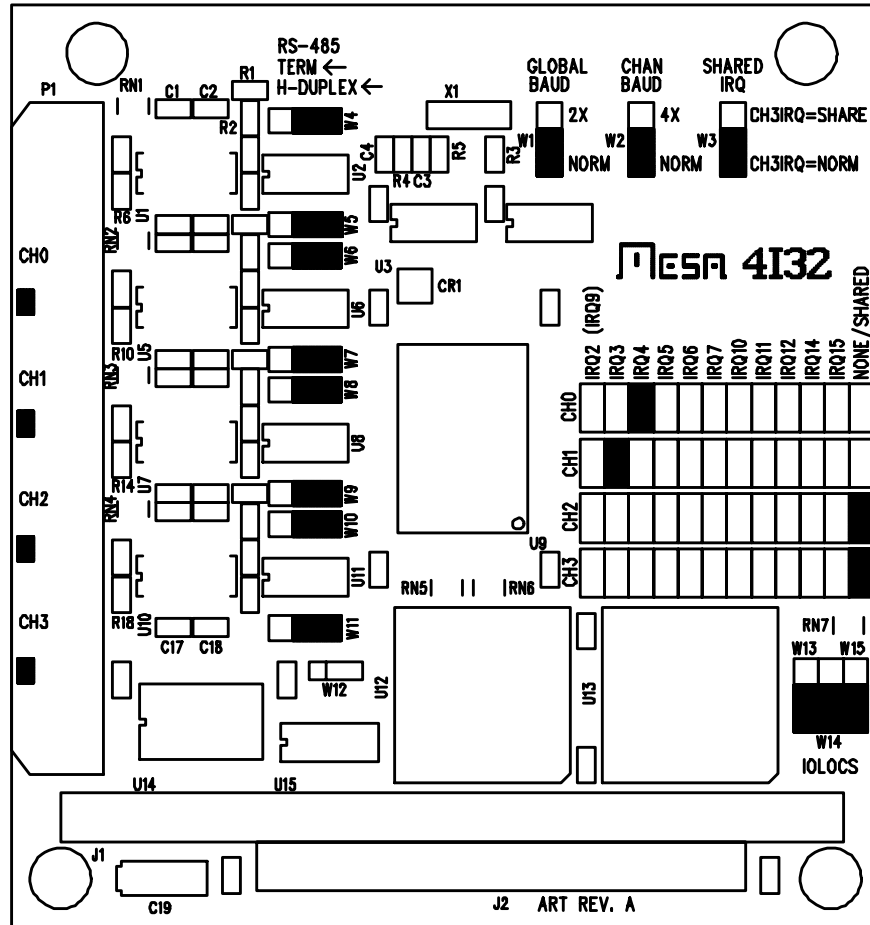 RS-485
TERM ←
H-DUPLEX ←
GLOBAL BAUD
CHAN BAUD
SHARED IRQ
P1
RN1
C1
C2
R1
X1
2X
4X
CH3IRQ=SHARE
W4
R2
W1
W2
W3
NORM
NORM
CH3IRQ=NORM
C4
R5
R3
R4
C3
U2
R6
U1
W5
RN2
W6
CH0
U3
CR1
MESA 4I32
U6
R10
U5
W7
RN3
W8
CH1
IRQ2 (IRQ9)
IRQ3
IRQ4
IRQ5
IRQ6
IRQ7
IRQ10
IRQ11
IRQ12
IRQ14
IRQ15
NONE/SHARED
CH0
CH1
CH2
CH3
U8
R14
U7
W9
RN4
W10
CH2
U9
U11
RN5
RN6
R18
U10
W11
CH3
C17
C18
W12
U12
U13
RN7
W13
W15
W14
IOLOCS
U14
U15
J1
C19
J2
ART REV. A